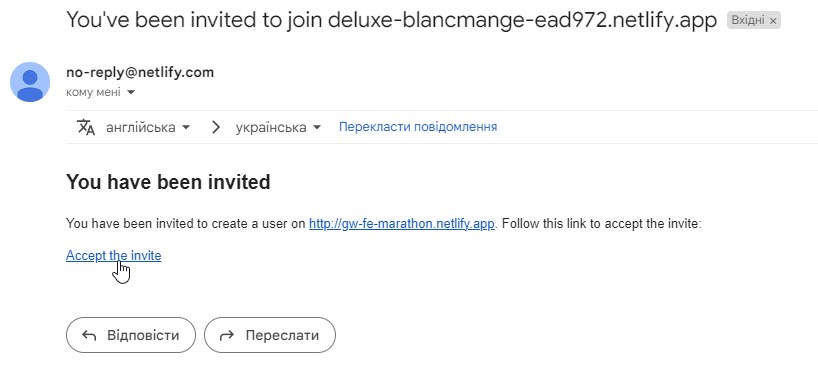 You've been invited to join deluxe-blancmange-ead972.netlify.app Вхідні ×
no-reply@netlify.com
кому мені
англійська > українська Перекласти повідомлення
You have been invited
You have been invited to create a user on http://gw-fe-marathon.netlify.app. Follow this link to accept the invite:
Accept the invite
Відповісти Переслати